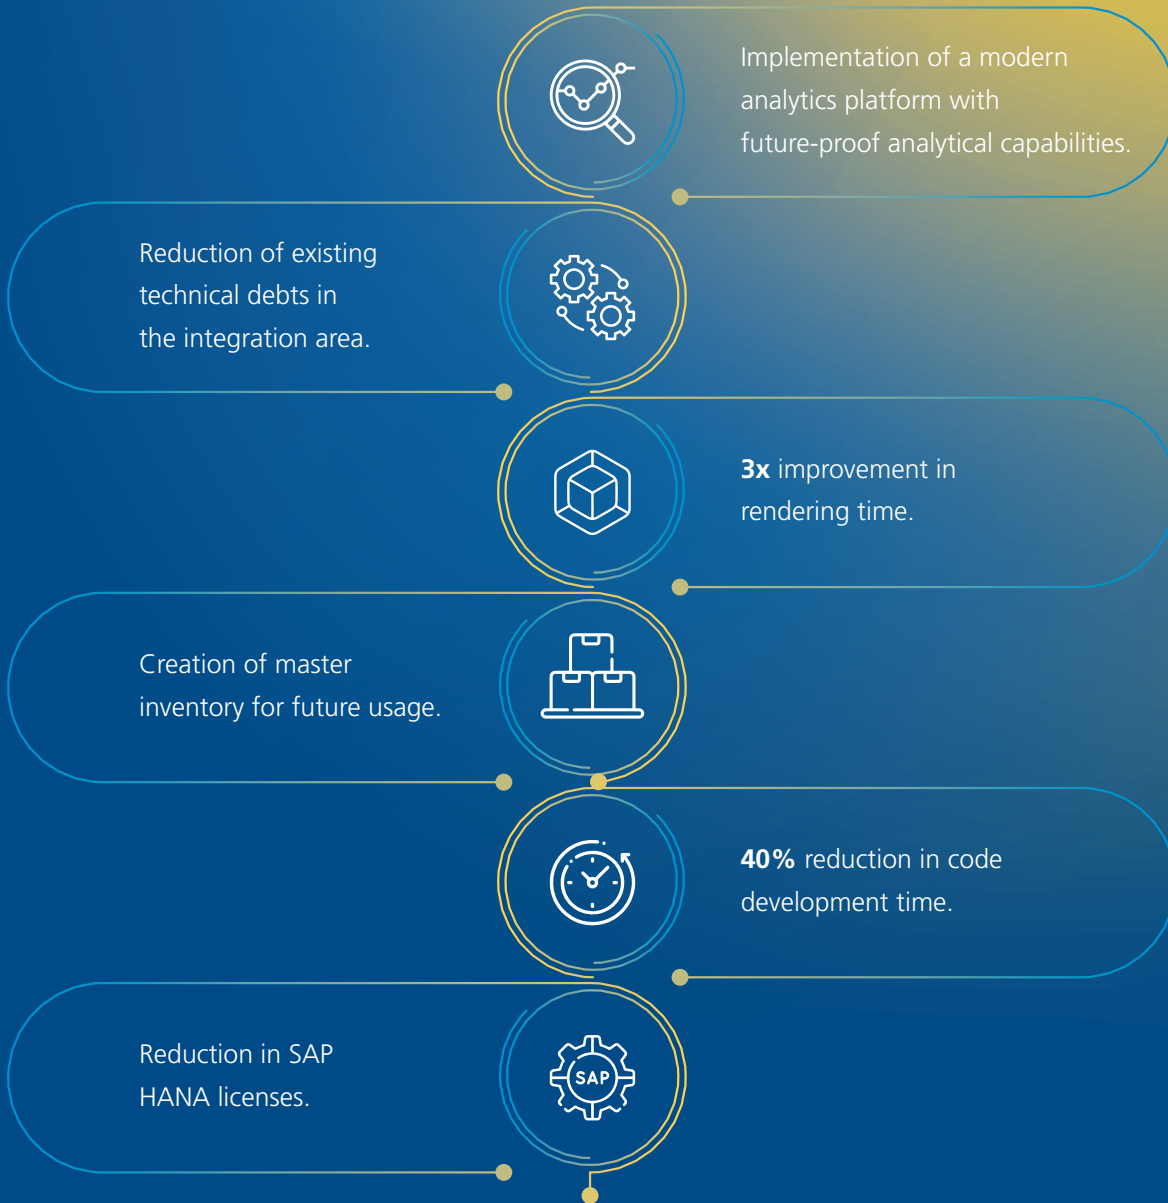 Implementation of a modern
analytics platform with
future-proof analytical capabilities.
Reduction of existing
technical debts in
the integration area.
3x improvement in
rendering time.
Creation of master
inventory for future usage.
40% reduction in code
development time.
Reduction in SAP
HANA licenses.
SAP